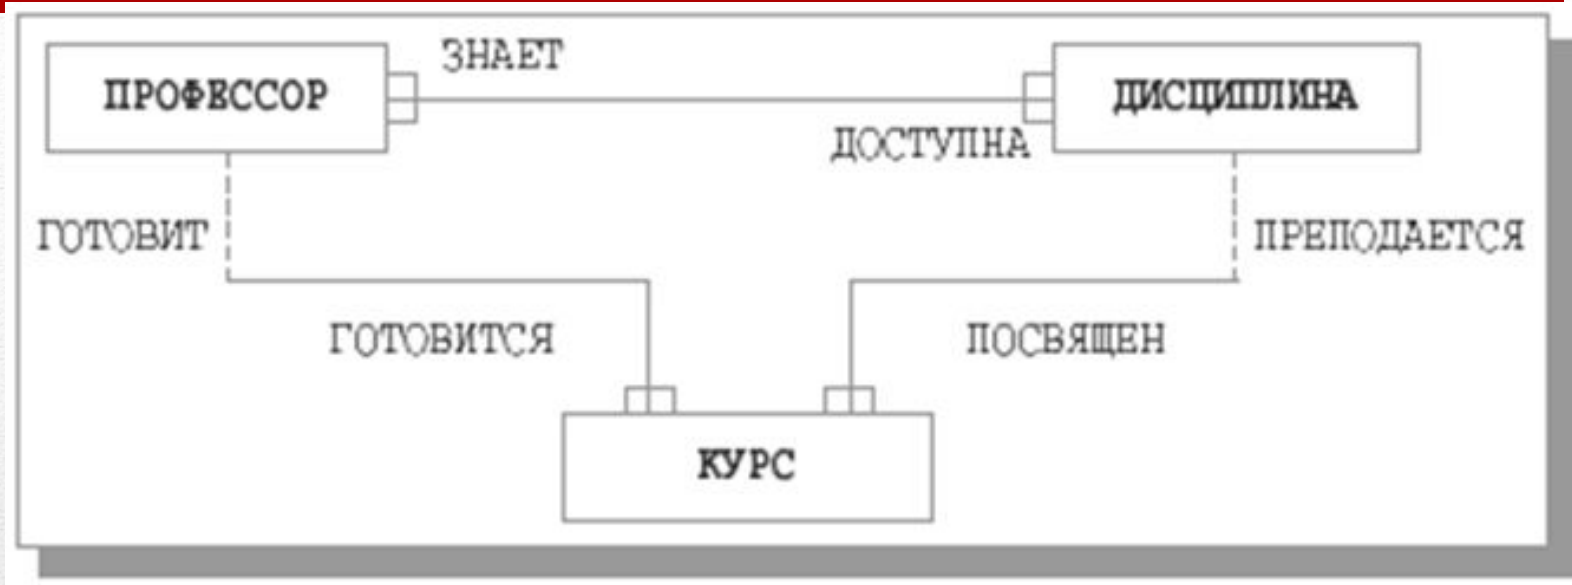 ЗНАЕТ
ПРОФЕССОР
ДИСЦИПЛИНА
ДОСТУПНА
ГОТОВИТ
ПРЕПОДАЕТСЯ
ГОТОВИТСЯ
ПОСВЯЩЕН
КУРС